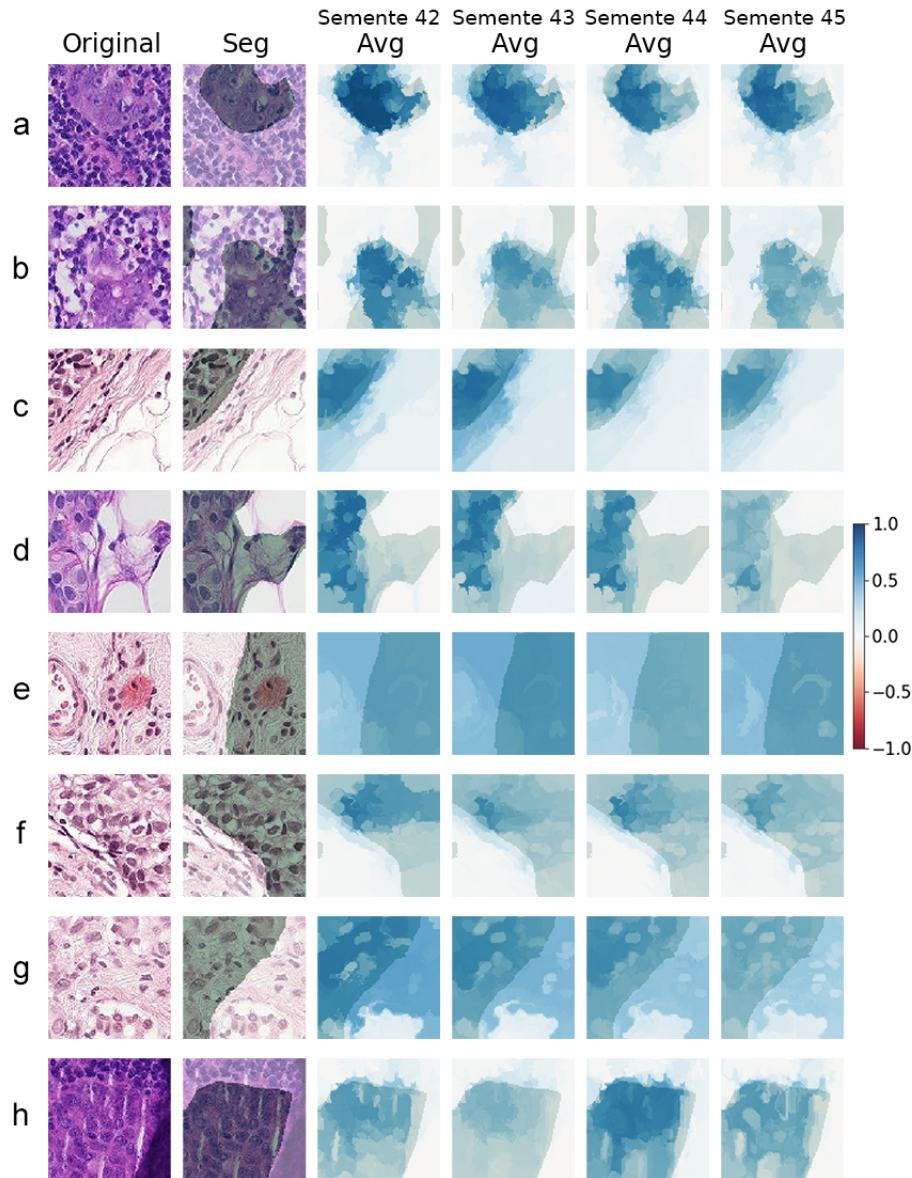 Semente 42 Semente 43 Semente 44 Semente 45
Original Seg Avg Avg Avg Avg
a
b
c
d
1.0
0.5
0.0
e
−0.5
−1.0
f
g
h